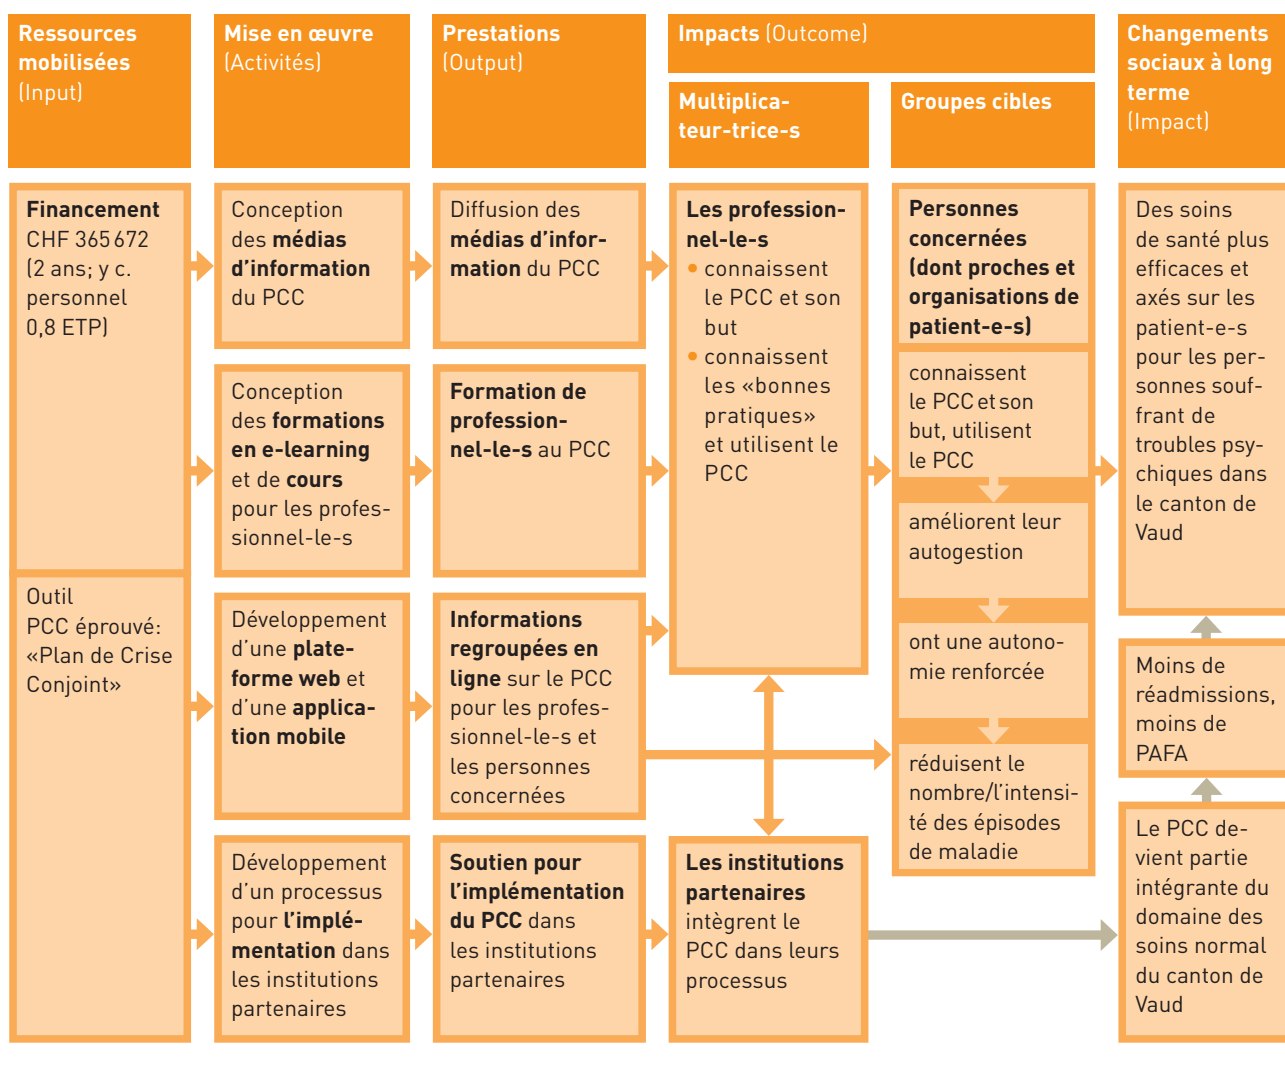 Ressources
mobilisées
(Input)
Mise en œuvre
(Activités)
Prestations
(Output)
Impacts (Outcome)
Multiplica-
teur-trice-s
Groupes cibles
Changements
sociaux à long
terme
(Impact)
Financement
CHF 365 672
(2 ans; y c.
personnel
0,8 ETP)
Outil
PCC éprouvé:
«Plan de Crise
Conjoint»
Conception
des médias
d’information
du PCC
Conception
des formations
en e-learning
et de cours
pour les profes-
sionnel-le-s
Développement
d’une plate-
forme web et
d’une applica-
tion mobile
Développement
d’un processus
pour l’implé-
mentation dans
les institutions
partenaires
Diffusion des
médias d’infor-
mation du PCC
Formation de
profession-
nel-le-s au PCC
Informations
regroupées en
ligne sur le PCC
pour les profes-
sionnel-le-s et
les personnes
concernées
Soutien pour
l’implémentation
du PCC dans
les institutions
partenaires
Les profession-
nel-le-s
• connaissent
le PCC et son
but
• connaissent
les «bonnes
pratiques»
et utilisent le
PCC
Les institutions
partenaires
intègrent le
PCC dans leurs
processus
Personnes
concernées
(dont proches et
organisations de
patient-e-s)
connaissent
le PCC et son
but, utilisent
le PCC
améliorent leur
autogestion
ont une autono-
mie renforcée
réduisent le
nombre/l’intensi-
té des épisodes
de maladie
Des soins
de santé plus
efficaces et
axés sur les
patient-e-s
pour les per-
sonnes souf-
frant de
troubles psy-
chiques dans
le canton de
Vaud
Moins de
réadmissions,
moins de
PAFA
Le PCC de-
vient partie
intégrante du
domaine des
soins normal
du canton de
Vaud